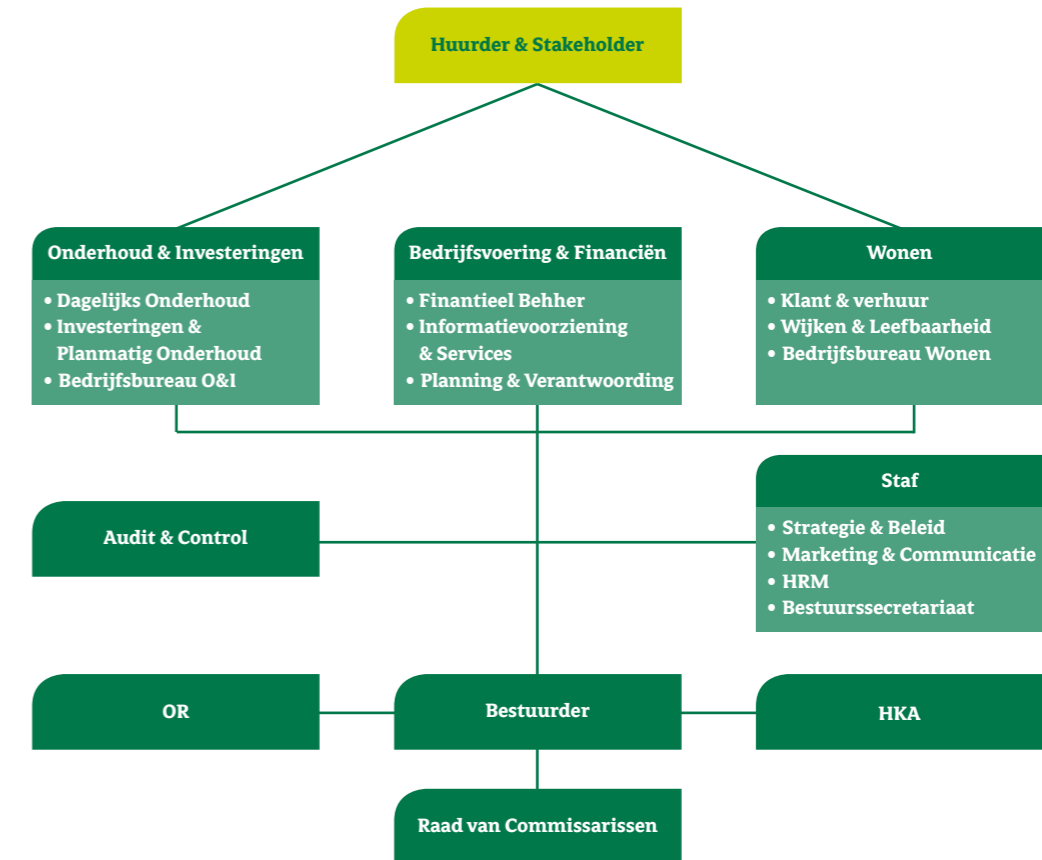 Huurder & Stakeholder
Onderhoud & Investeringen
• Dagelijks Onderhoud
• Investeringen &
Planmatig Onderhoud
• Bedrijfsbureau O&I
Bedrijfsvoering & Financiën
• Finantieel Behher
• Informatievoorziening
& Services
• Planning & Verantwoording
Wonen
• Klant & verhuur
• Wijken & Leefbaarheid
• Bedrijfsbureau Wonen
Audit & Control
Staf
• Strategie & Beleid
• Marketing & Communicatie
• HRM
• Bestuurssecretariaat
OR
Bestuurder
HKA
Raad van Commissarissen